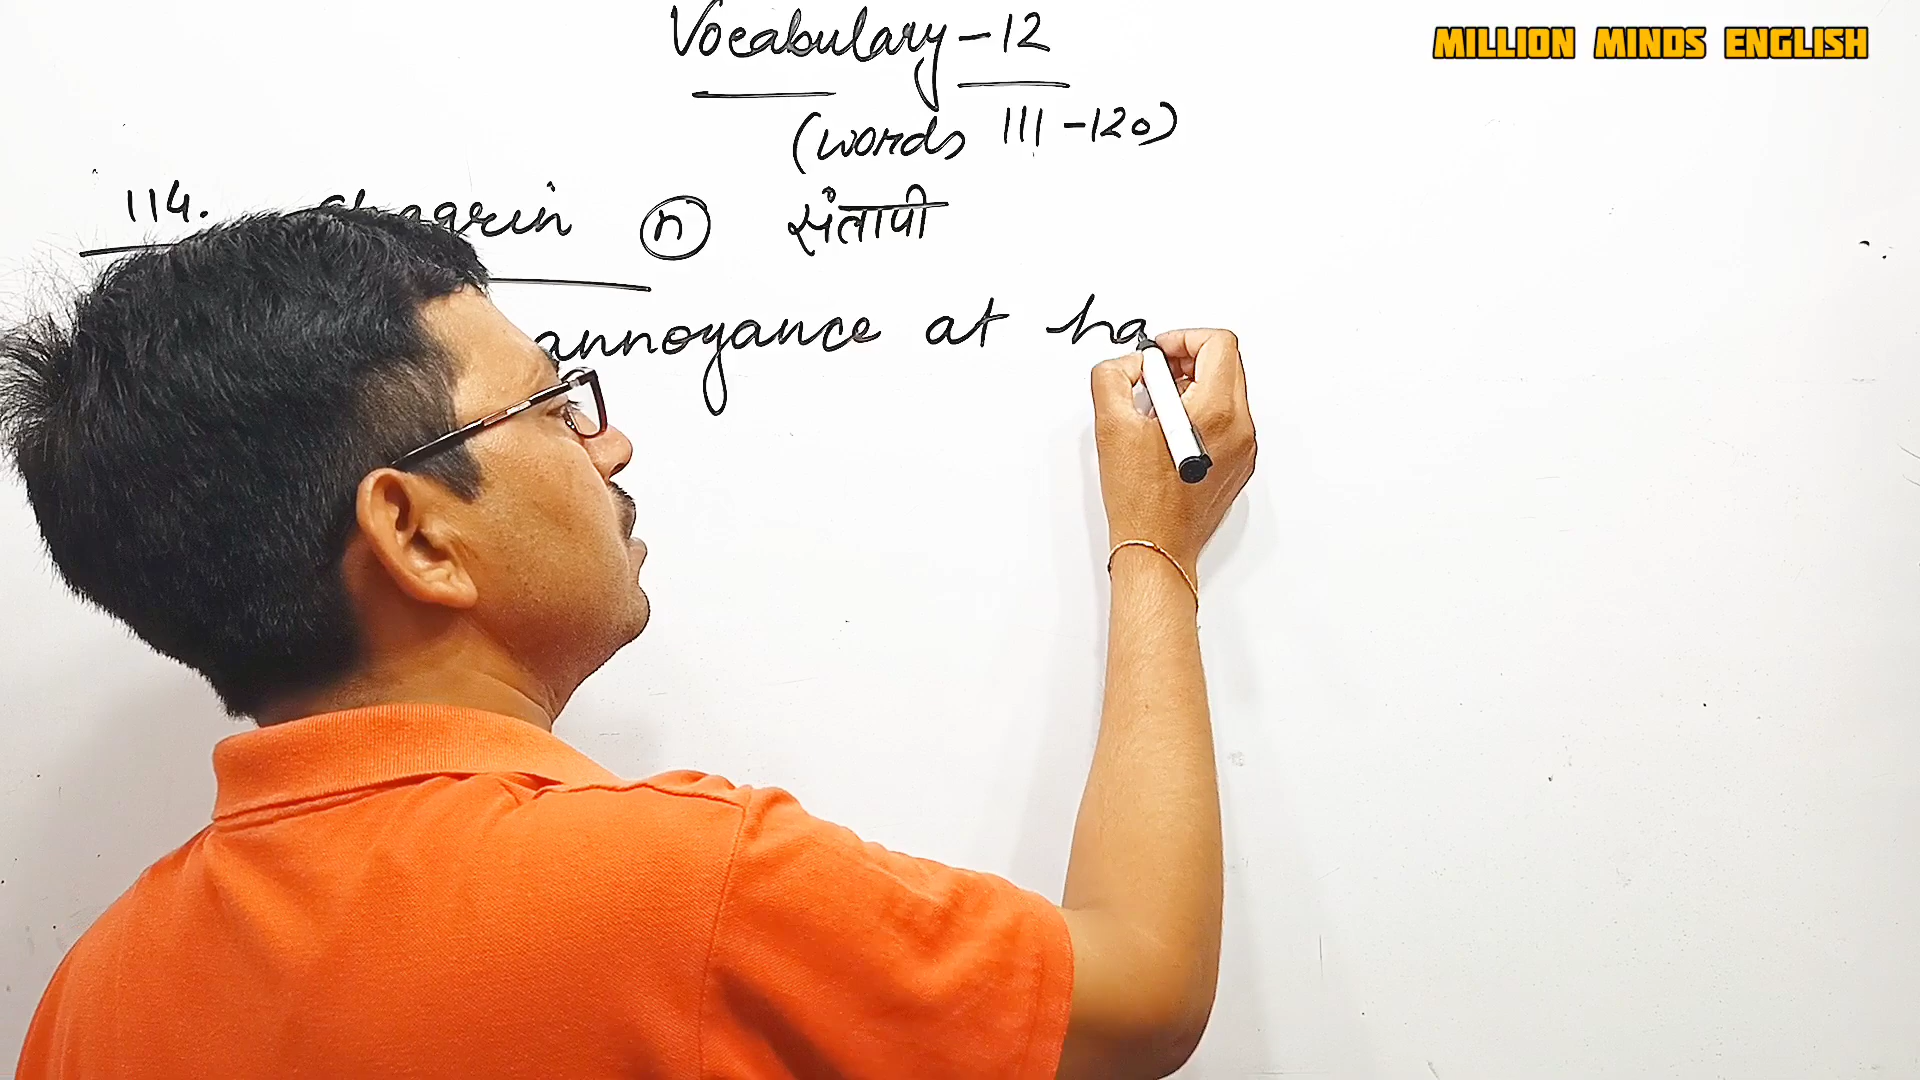 MILLION MINDS ENGLISH
Vocabulary-12
(words 111-120)
114. Chagrin n संतापी
annoyance at ha